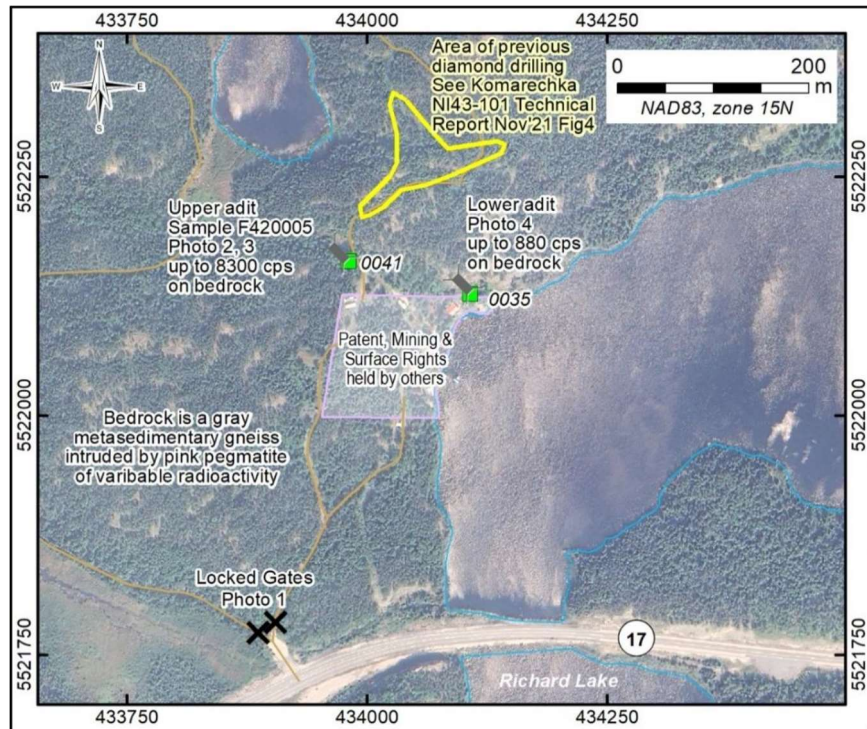 433750
434000
434250
N
W
E
S
Area of previous
diamond drilling
See Komarechka
NI43-101 Technical
Report Nov'21 Fig4
0
200
m
NAD83, zone 15N
5522250
5522250
Upper adit
Sample F420005
Photo 2, 3
up to 8300 cps
on bedrock
Lower adit
Photo 4
up to 880 cps
on bedrock
0041
0035
Patent, Mining &
Surface Rights
held by others
5522000
5522000
Bedrock is a gray
metasedimentary gneiss
intruded by pink pegmatite
of varibable radioactivity
Locked Gates
Photo 1
17
5521750
5521750
Richard Lake
433750
434000
434250